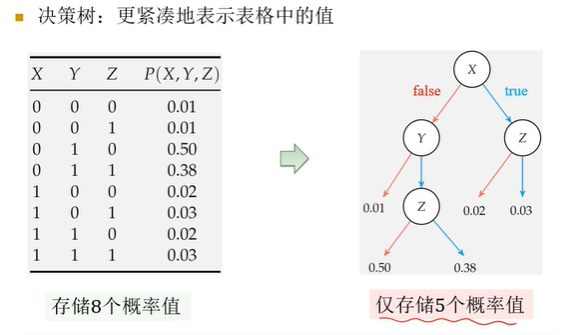 决策树：更紧凑地表示表格中的值
X Y Z P(X,Y,Z)
0 0 0 0.01
0 0 1 0.01
0 1 0 0.50
0 1 1 0.38
1 0 0 0.02
1 0 1 0.03
1 1 0 0.02
1 1 1 0.03
存储8个概率值
X
false true
Y Z
0.01 Z 0.02 0.03
0.50 0.38
仅存储5个概率值